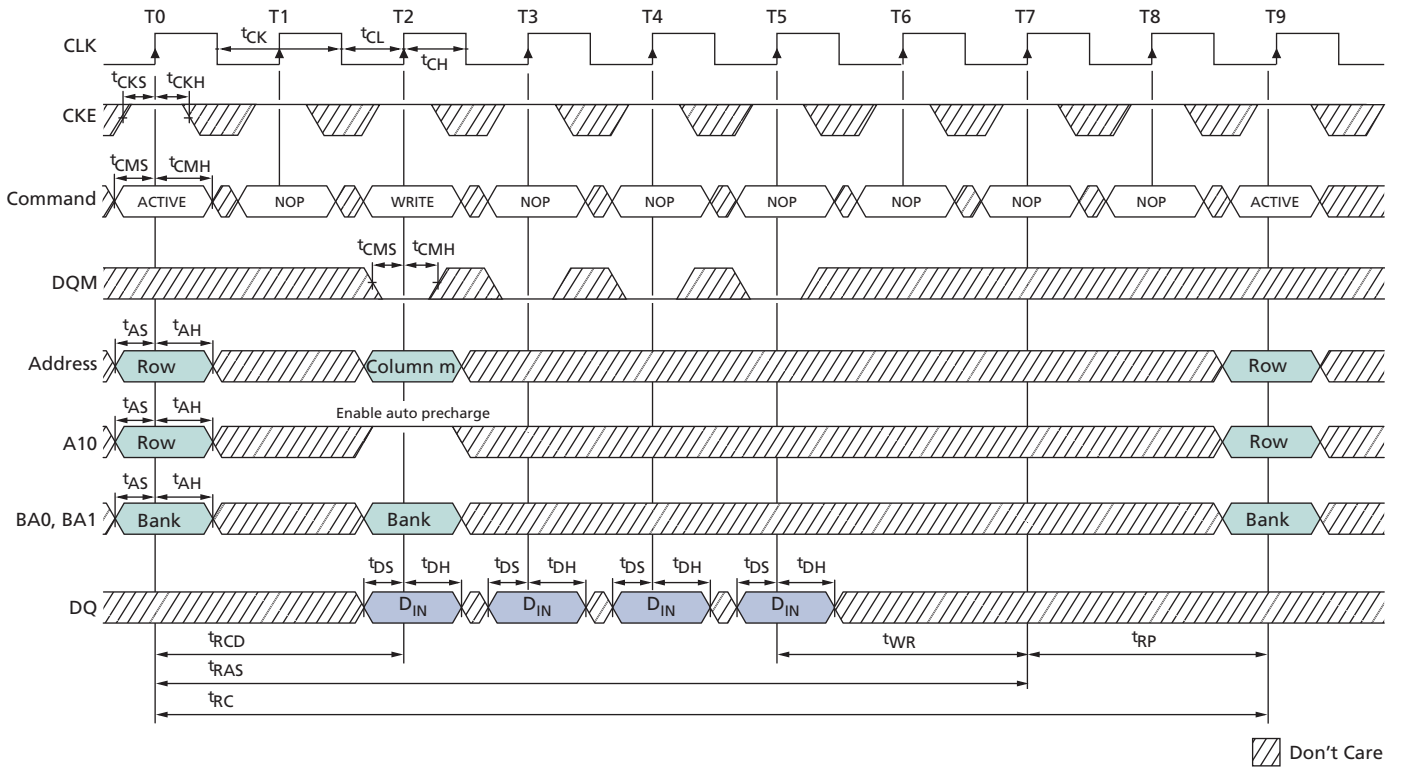 T0 T1 T2 T3 T4 T5 T6 T7 T8 T9
CLK tCK tCL tCH
tCKS tCKH
CKE
tCMS tCMH
Command ACTIVE NOP WRITE NOP NOP NOP NOP NOP NOP ACTIVE
tCMS tCMH
DQM
tAS tAH
Address Row Column m Row
tAS tAH Enable auto precharge
A10 Row Row
tAS tAH
BA0, BA1 Bank Bank Bank
tDS tDH tDS tDH tDS tDH tDS tDH
DQ DIN DIN DIN DIN
tRCD tWR tRP
tRAS
tRC
Don't Care